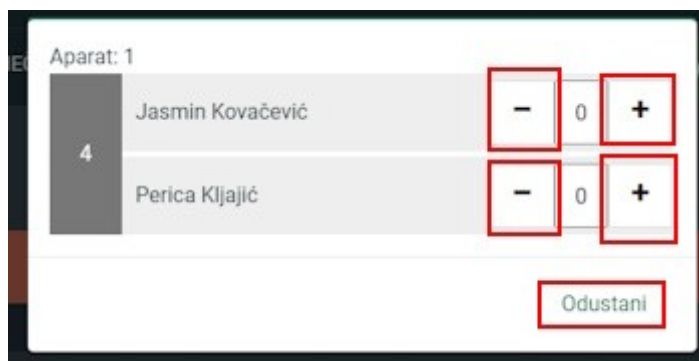 Aparat: 1
4
Jasmin Kovačević
− 0 +
Perica Kljajić
− 0 +
Odustani